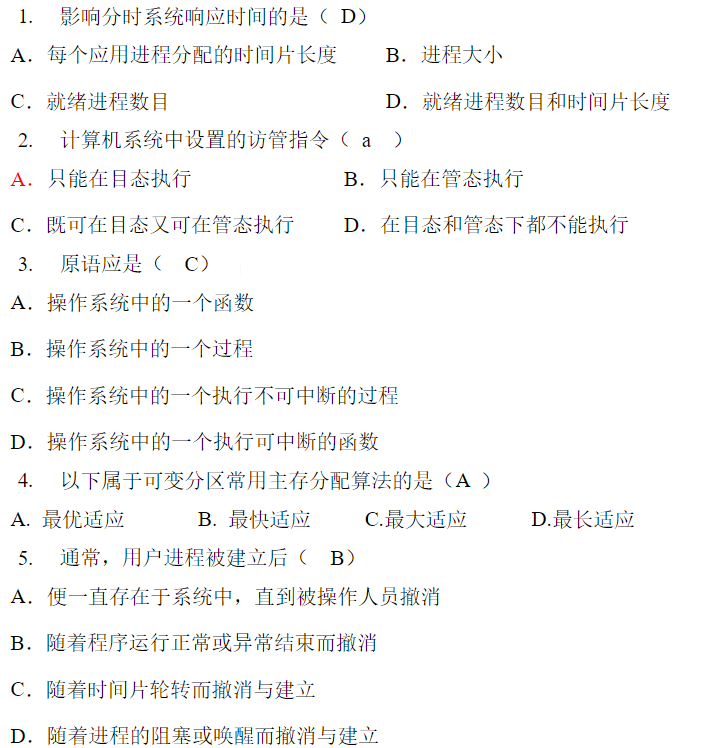 1. 影响分时系统响应时间的是（ D）
A．每个应用进程分配的时间片长度 B．进程大小
C．就绪进程数目 D．就绪进程数目和时间片长度
2. 计算机系统中设置的访管指令（ a ）
A．只能在目态执行 B．只能在管态执行
C．既可在目态又可在管态执行 D．在目态和管态下都不能执行
3. 原语应是（ C）
A．操作系统中的一个函数
B．操作系统中的一个过程
C．操作系统中的一个执行不可中断的过程
D．操作系统中的一个执行可中断的函数
4. 以下属于可变分区常用主存分配算法的是（A ）
A. 最优适应 B. 最快适应 C.最大适应 D.最长适应
5. 通常，用户进程被建立后（ B）
A．便一直存在于系统中，直到被操作人员撤消
B．随着程序运行正常或异常结束而撤消
C．随着时间片轮转而撤消与建立
D．随着进程的阻塞或唤醒而撤消与建立